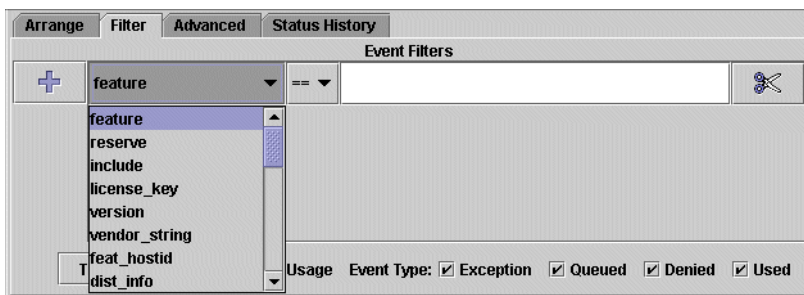 Arrange Filter Advanced Status History
Event Filters
feature == 
feature
reserve
include
license_key
version
vendor_string
feat_hostid
dist_info
T Usage Event Type: Exception Queued Denied Used